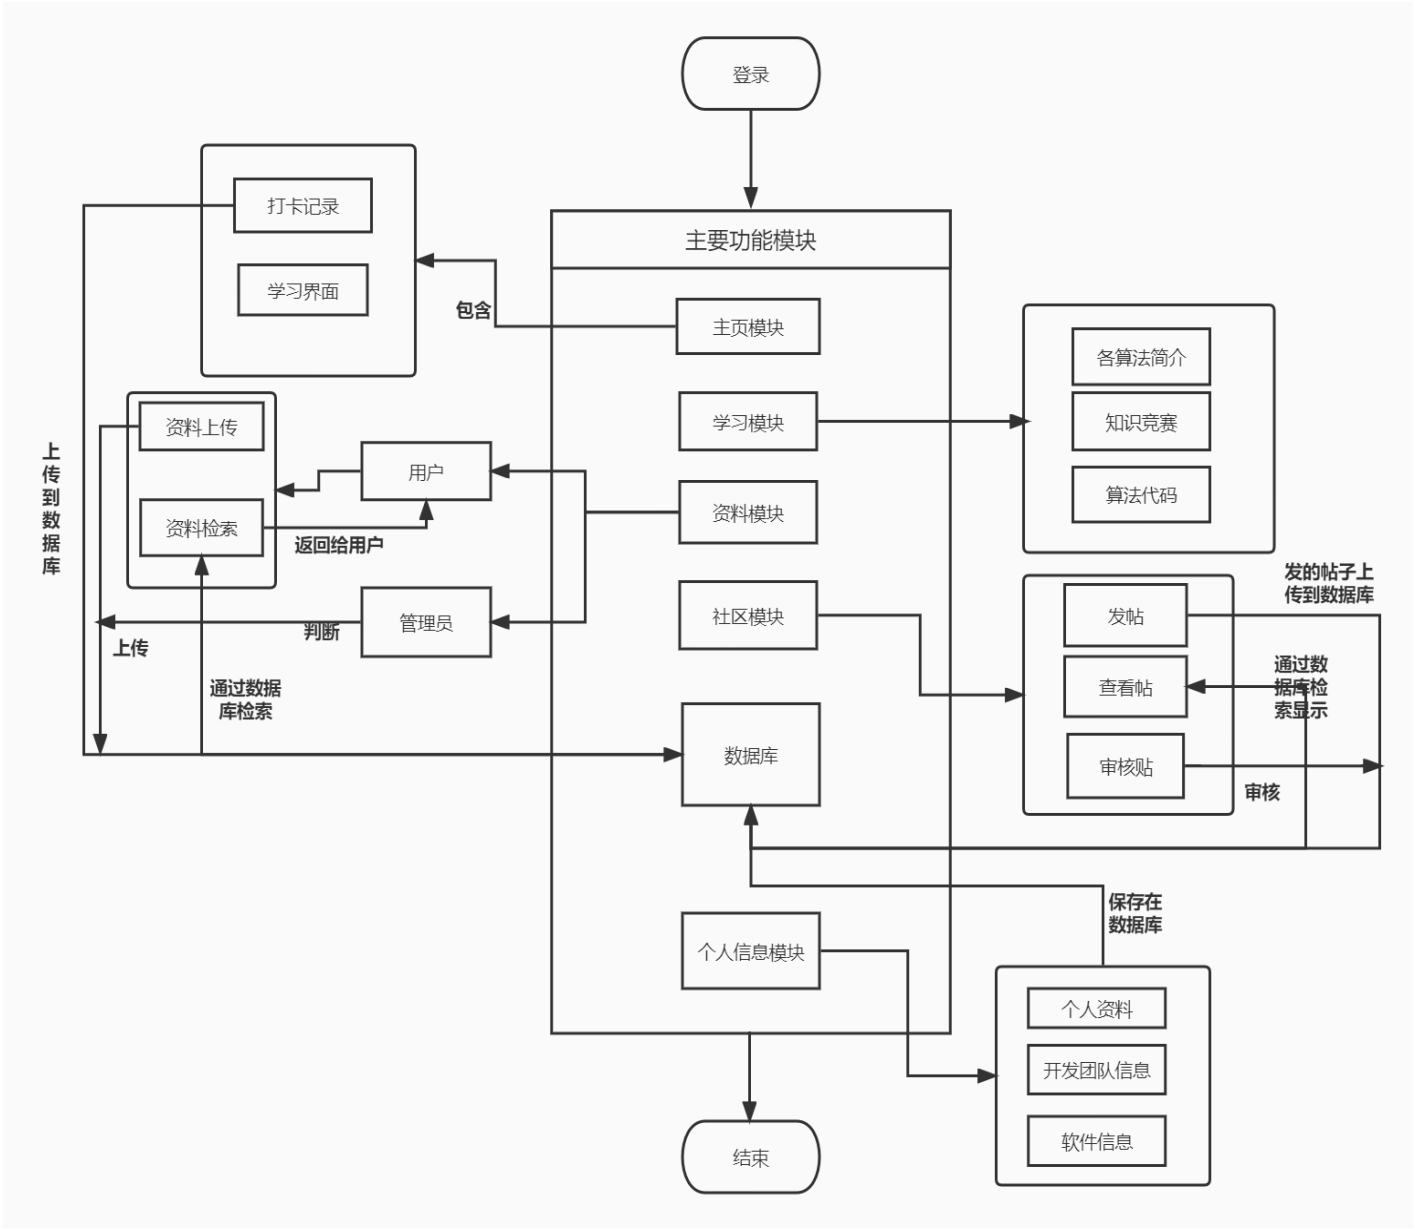 登录
主要功能模块
打卡记录
学习界面
包含
主页模块
学习模块
资料模块
社区模块
数据库
个人信息模块
各算法简介
知识竞赛
算法代码
资料上传
资料检索
用户
返回给用户
管理员
判断
上传
通过数据
库检索
上
传
到
数
据
库
发帖
查看帖
审核贴
发的帖子上
传到数据库
通过数
据库检
索显示
审核
保存在
数据库
个人资料
开发团队信息
软件信息
结束